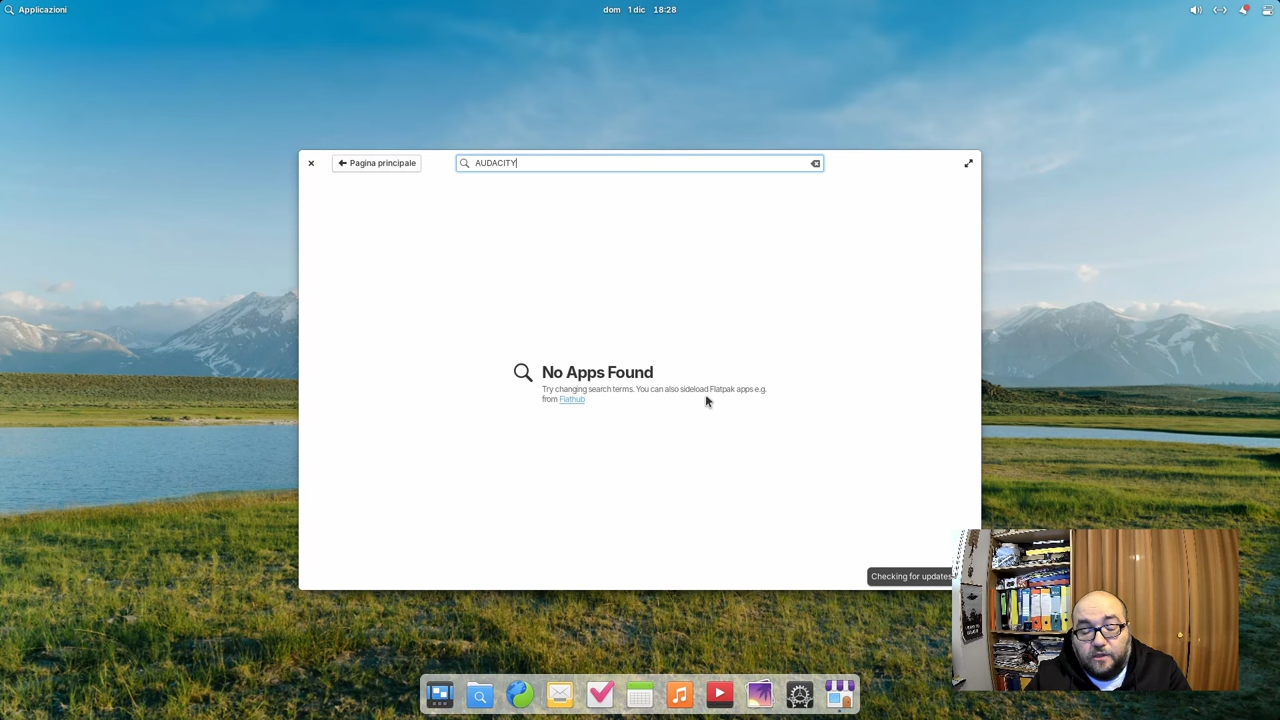 Applicazioni
dom 1 dic 18:28
Pagina principale
AUDACITY
No Apps Found
Try changing search terms. You can also sideload Flatpak apps e.g.
from Flathub
Checking for updates